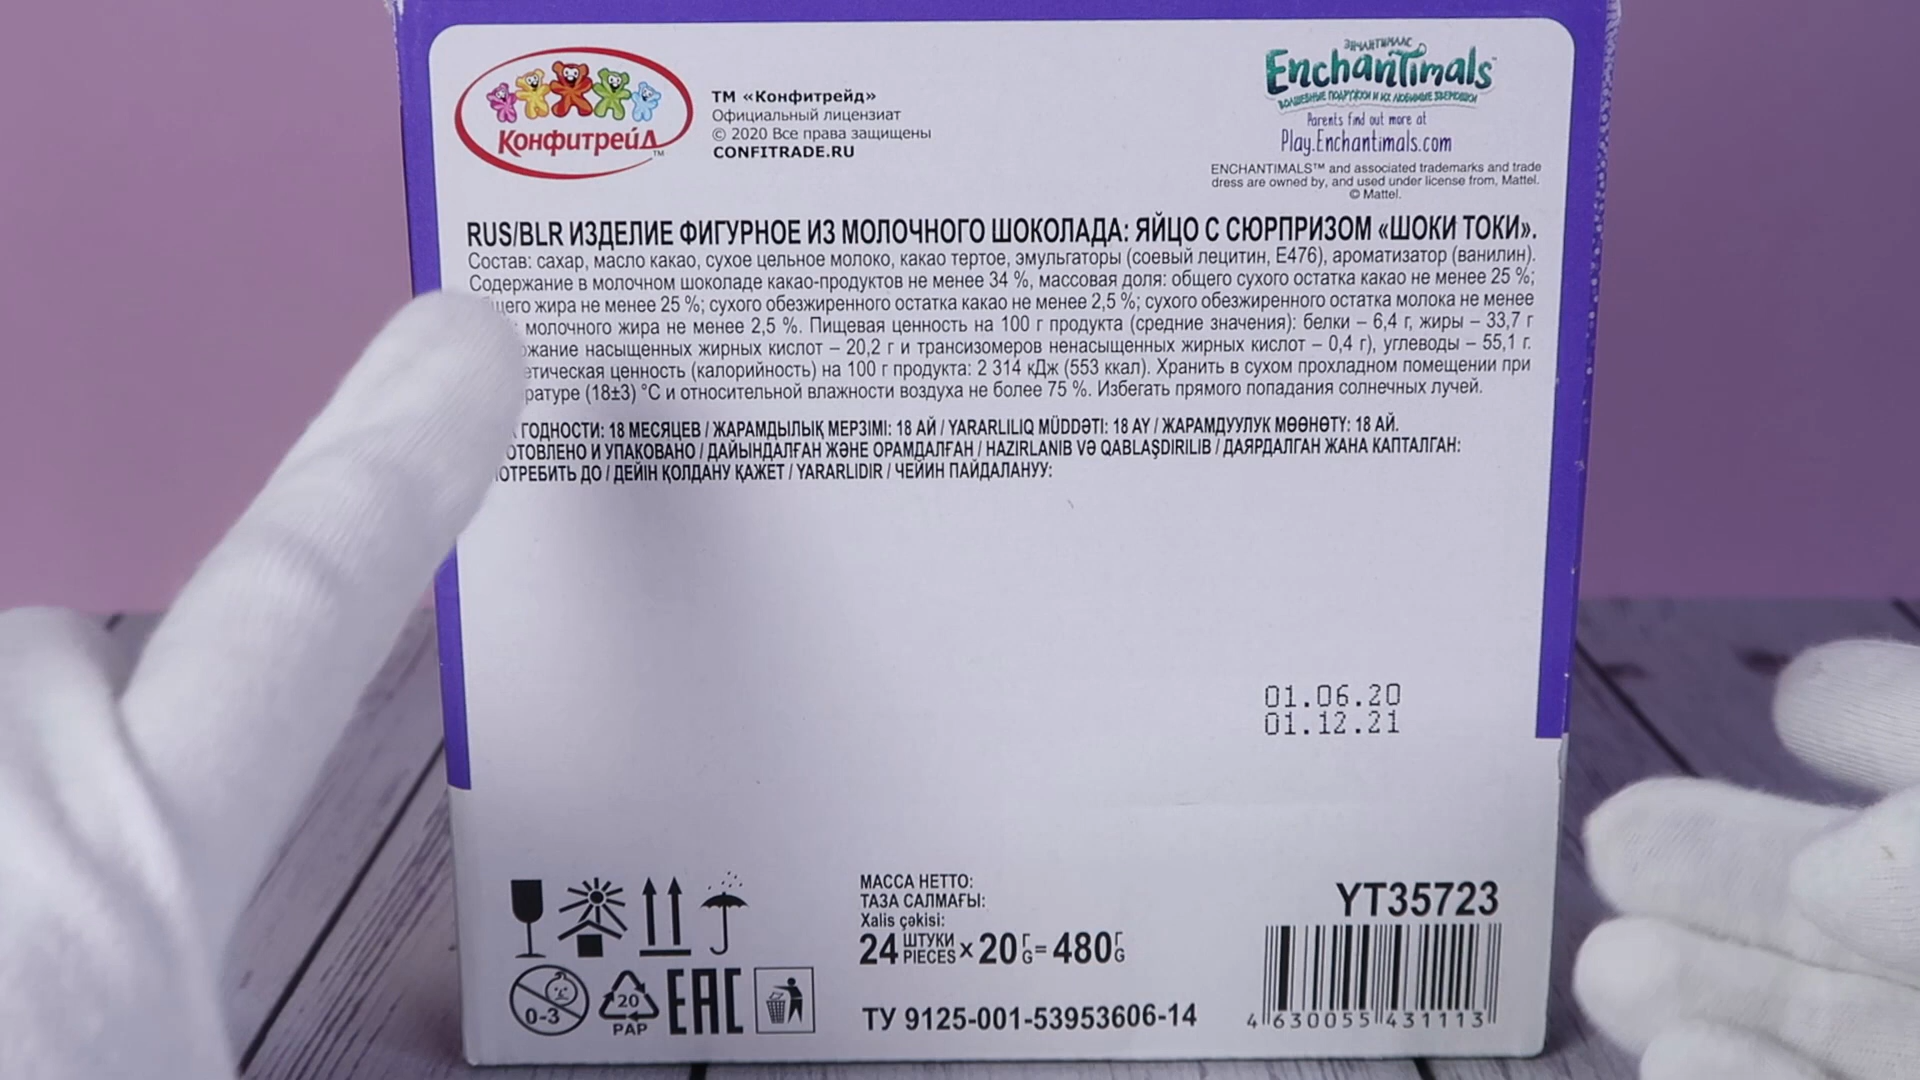 Конфитрейд™
ТМ «Конфитрейд»
Официальный лицензиат
© 2020 Все права защищены
CONFITRADE.RU
ЭНЧАНТИМАЛС
EnchanTimals™
ВОЛШЕБНЫЕ ПОДРУЖКИ И ИХ ЛЮБИМЫЕ ЗВЕРЮШКИ
Parents find out more at
Play.Enchantimals.com
ENCHANTIMALS™ and associated trademarks and trade
dress are owned by, and used under license from, Mattel.
© Mattel.
RUS/BLR ИЗДЕЛИЕ ФИГУРНОЕ ИЗ МОЛОЧНОГО ШОКОЛАДА: ЯЙЦО С СЮРПРИЗОМ «ШОКИ ТОКИ».
Состав: сахар, масло какао, сухое цельное молоко, какао тертое, эмульгаторы (соевый лецитин, Е476), ароматизатор (ванилин).
Содержание в молочном шоколаде какао-продуктов не менее 34 %, массовая доля: общего сухого остатка какао не менее 25 %;
жира не менее 25 %; сухого обезжиренного остатка какао не менее 2,5 %; сухого обезжиренного остатка молока не менее
молочного жира не менее 2,5 %. Пищевая ценность на 100 г продукта (средние значения): белки – 6,4 г, жиры – 33,7 г
насыщенных жирных кислот – 20,2 г и трансизомеров ненасыщенных жирных кислот – 0,4 г), углеводы – 55,1 г.
ценность (калорийность) на 100 г продукта: 2 314 кДж (553 ккал). Хранить в сухом прохладном помещении при
(18±3) °С и относительной влажности воздуха не более 75 %. Избегать прямого попадания солнечных лучей.
ГОДНОСТИ: 18 МЕСЯЦЕВ / ЖАРАМДЫЛЫҚ МЕРЗІМІ: 18 АЙ / YARARLILIQ MÜDDƏTİ: 18 AY / ЖАРАМДУУЛУК МӨӨНӨТҮ: 18 АЙ.
И УПАКОВАНО / ДАЙЫНДАЛҒАН ЖӘНЕ ОРАМДАЛҒАН / HAZIRLANIB VƏ QABLAŞDIRILIB / ДАЯРДАЛГАН ЖАНА КАПТАЛГАН:
ДО / ДЕЙІН ҚОЛДАНУ ҚАЖЕТ / YARARLIDIR / ЧЕЙИН ПАЙДАЛАНУУ:
01.06.20
01.12.21
МАССА НЕТТО:
ТАЗА САЛМАҒЫ:
Xalis çəkisi:
24 ШТУКИ PIECES x 20 Г G = 480 Г G
ТУ 9125-001-53953606-14
YT35723
4 630055 431113
0-3
20
PAP
EAC